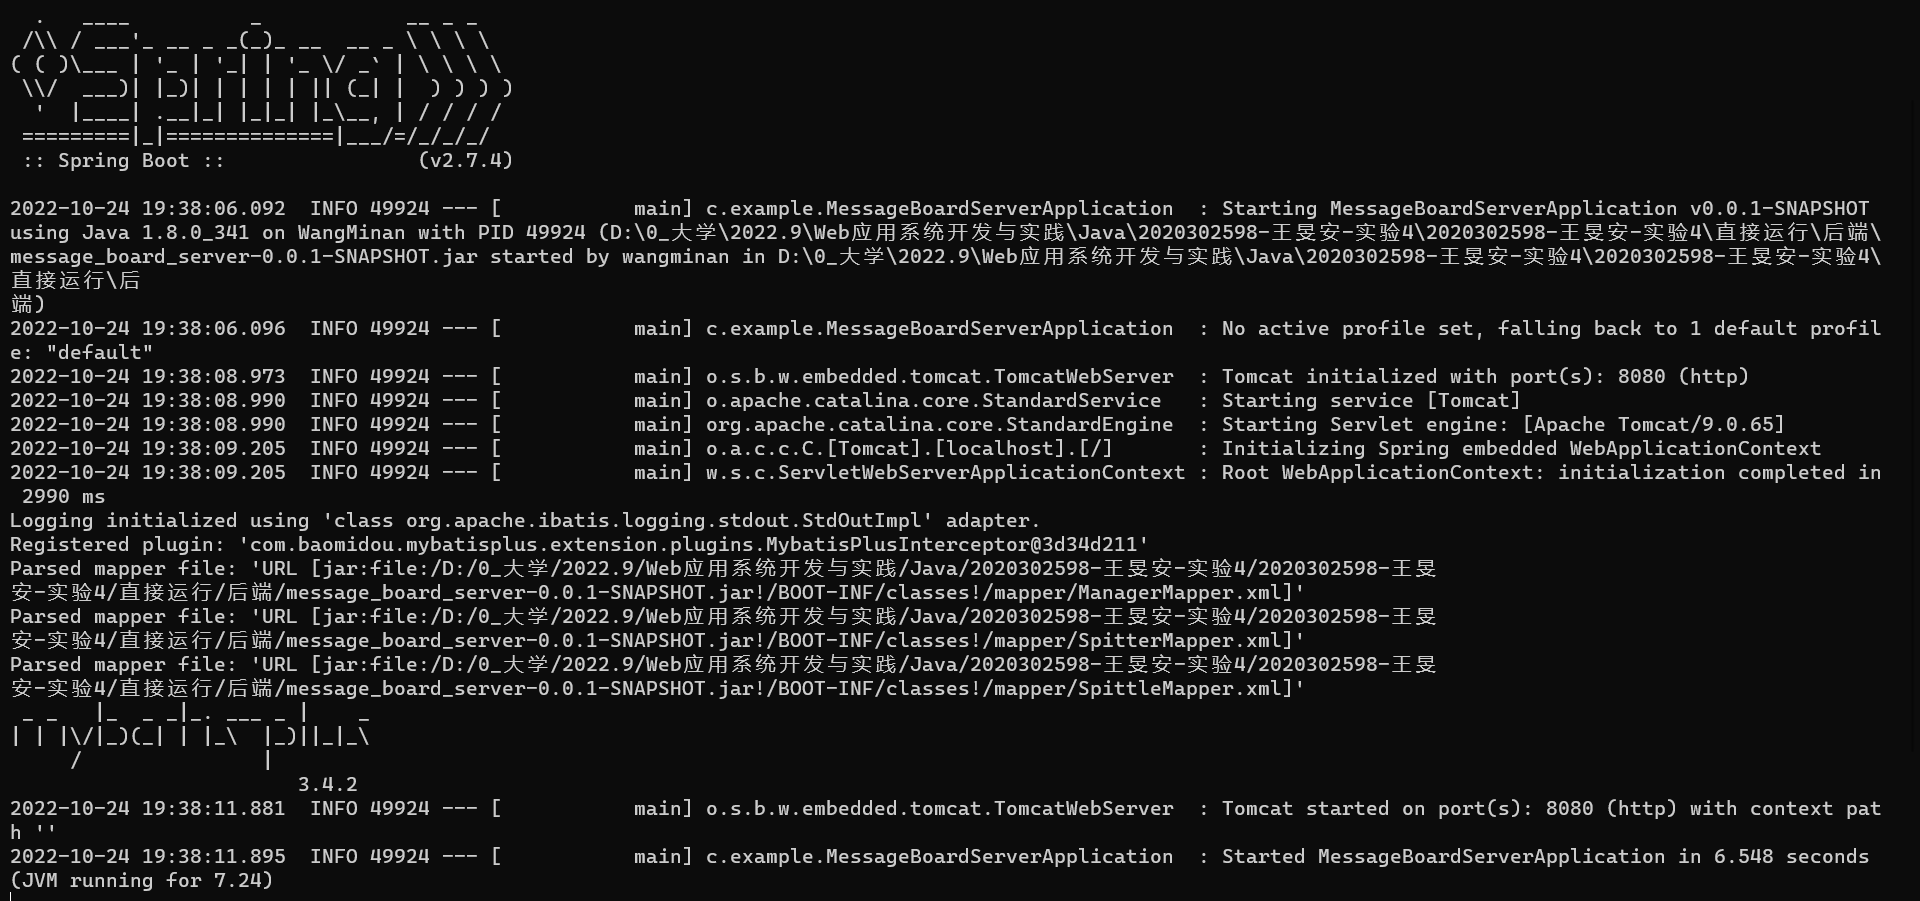 .   ____          _            __ _ _
 /\\ / ___'_ __ _ _(_)_ __  __ _ \ \ \ \
( ( )\___ | '_ | '_| | '_ \/ _` | \ \ \ \
 \\/  ___)| |_)| | | | | || (_| |  ) ) ) )
  '  |____| .__|_| |_|_| |_\__, | / / / /
 =========|_|==============|___/=/_/_/_/
 :: Spring Boot ::                (v2.7.4)
2022-10-24 19:38:06.092  INFO 49924 --- [           main] c.example.MessageBoardServerApplication  : Starting MessageBoardServerApplication v0.0.1-SNAPSHOT
using Java 1.8.0_341 on WangMinan with PID 49924 (D:\0_大学\2022.9\Web应用系统开发与实践\Java\2020302598-王旻安-实验4\2020302598-王旻安-实验4\直接运行\后端\
message_board_server-0.0.1-SNAPSHOT.jar started by wangminan in D:\0_大学\2022.9\Web应用系统开发与实践\Java\2020302598-王旻安-实验4\2020302598-王旻安-实验4\
直接运行\后
端)
2022-10-24 19:38:06.096  INFO 49924 --- [           main] c.example.MessageBoardServerApplication  : No active profile set, falling back to 1 default profil
e: "default"
2022-10-24 19:38:08.973  INFO 49924 --- [           main] o.s.b.w.embedded.tomcat.TomcatWebServer  : Tomcat initialized with port(s): 8080 (http)
2022-10-24 19:38:08.990  INFO 49924 --- [           main] o.apache.catalina.core.StandardService   : Starting service [Tomcat]
2022-10-24 19:38:08.990  INFO 49924 --- [           main] org.apache.catalina.core.StandardEngine  : Starting Servlet engine: [Apache Tomcat/9.0.65]
2022-10-24 19:38:09.205  INFO 49924 --- [           main] o.a.c.c.C.[Tomcat].[localhost].[/]       : Initializing Spring embedded WebApplicationContext
2022-10-24 19:38:09.205  INFO 49924 --- [           main] w.s.c.ServletWebServerApplicationContext : Root WebApplicationContext: initialization completed in
 2990 ms
Logging initialized using 'class org.apache.ibatis.logging.stdout.StdOutImpl' adapter.
Registered plugin: 'com.baomidou.mybatisplus.extension.plugins.MybatisPlusInterceptor@3d34d211'
Parsed mapper file: 'URL [jar:file:/D:/0_大学/2022.9/Web应用系统开发与实践/Java/2020302598-王旻安-实验4/2020302598-王旻
安-实验4/直接运行/后端/message_board_server-0.0.1-SNAPSHOT.jar!/BOOT-INF/classes!/mapper/ManagerMapper.xml]'
Parsed mapper file: 'URL [jar:file:/D:/0_大学/2022.9/Web应用系统开发与实践/Java/2020302598-王旻安-实验4/2020302598-王旻
安-实验4/直接运行/后端/message_board_server-0.0.1-SNAPSHOT.jar!/BOOT-INF/classes!/mapper/SpitterMapper.xml]'
Parsed mapper file: 'URL [jar:file:/D:/0_大学/2022.9/Web应用系统开发与实践/Java/2020302598-王旻安-实验4/2020302598-王旻
安-实验4/直接运行/后端/message_board_server-0.0.1-SNAPSHOT.jar!/BOOT-INF/classes!/mapper/SpittleMapper.xml]'
 _ _   |_  _ _|_. ___ _ |    _
| | |\/|_)(_| | |_\  |_)||_|_\
     /               |
                        3.4.2
2022-10-24 19:38:11.881  INFO 49924 --- [           main] o.s.b.w.embedded.tomcat.TomcatWebServer  : Tomcat started on port(s): 8080 (http) with context pat
h ''
2022-10-24 19:38:11.895  INFO 49924 --- [           main] c.example.MessageBoardServerApplication  : Started MessageBoardServerApplication in 6.548 seconds
(JVM running for 7.24)